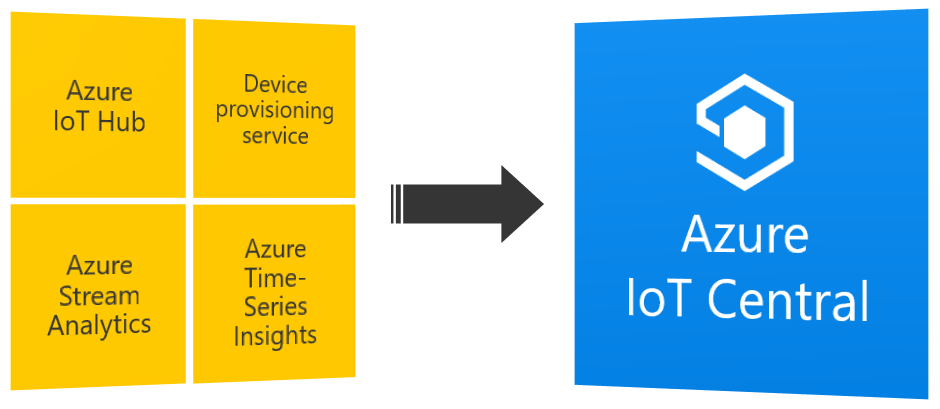 Azure
IoT Hub
Device
provisioning
service
Azure
Stream
Analytics
Azure
Time-
Series
Insights
Azure
IoT Central